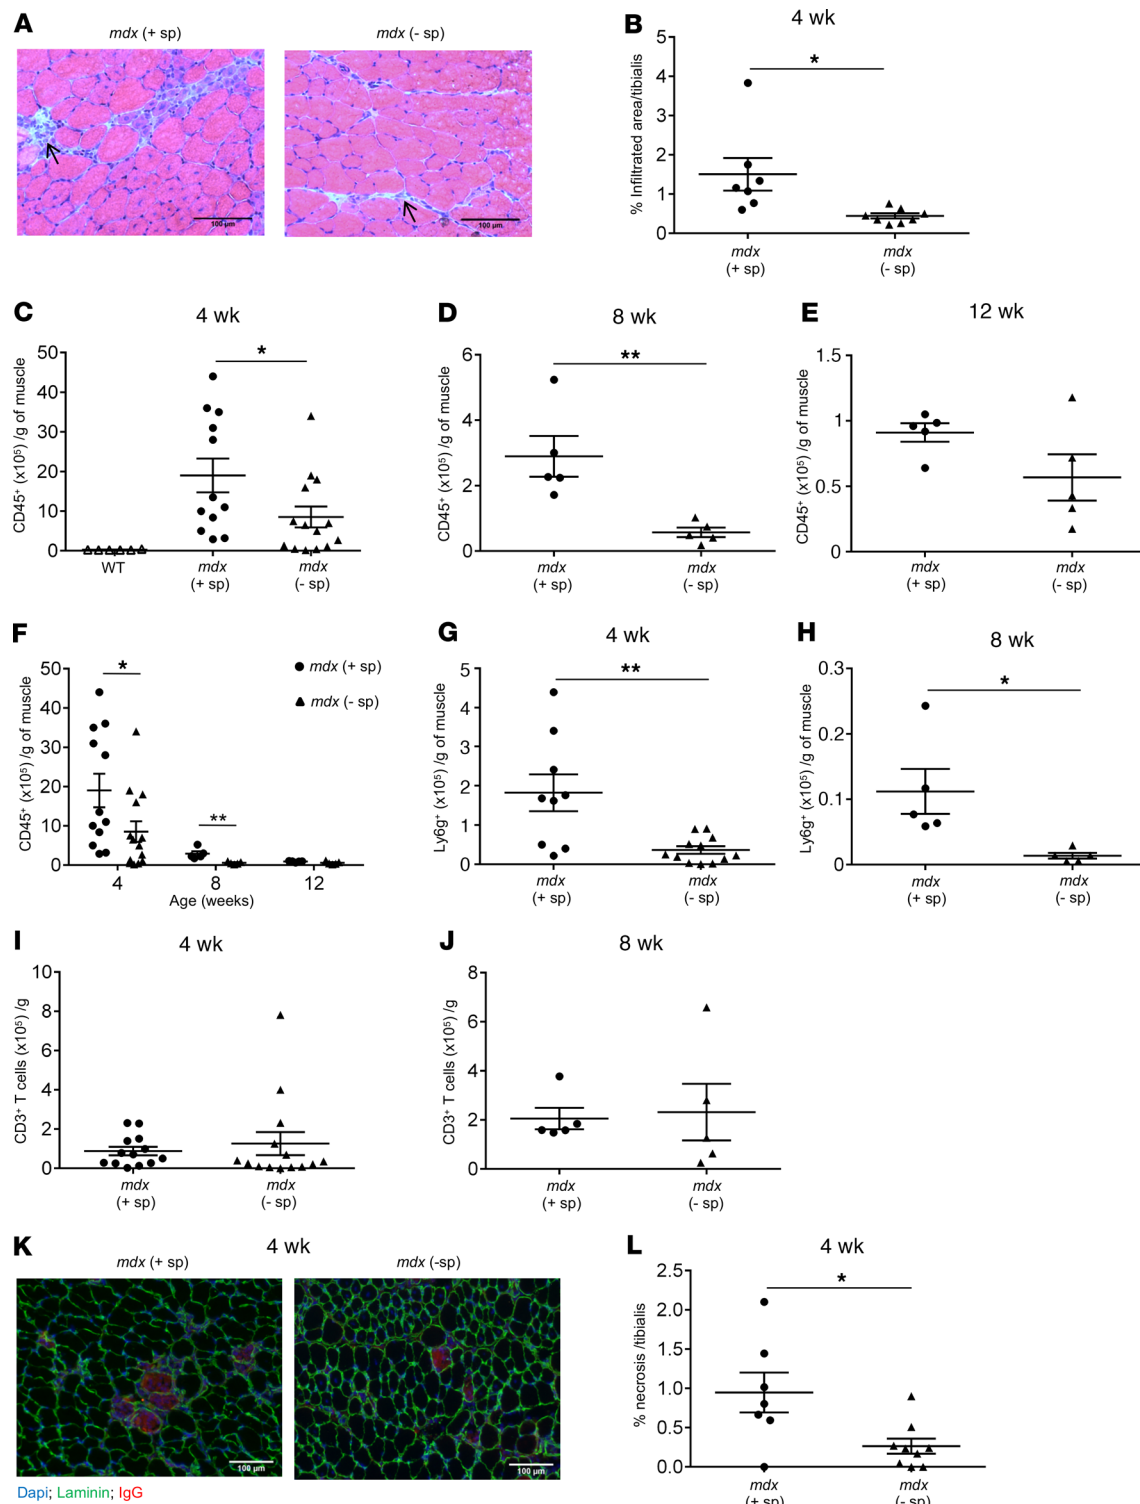 A
mdx (+ sp)
mdx (- sp)
100 µm
100 µm
B
4 wk
% Infiltrated area/tibialis
5
4
3
2
1
0
*
mdx
(+ sp)
mdx
(- sp)
C
4 wk
CD45⁺ (x10⁵) /g of muscle
50
40
30
20
10
0
*
WT
mdx
(+ sp)
mdx
(- sp)
D
8 wk
CD45⁺ (x10⁵) /g of muscle
6
4
2
0
**
mdx
(+ sp)
mdx
(- sp)
E
12 wk
CD45⁺ (x10⁵) /g of muscle
1.5
1
0.5
0
mdx
(+ sp)
mdx
(- sp)
F
CD45⁺ (x10⁵) /g of muscle
50
40
30
20
10
0
*
**
mdx (+ sp)
mdx (- sp)
4
8
12
Age (weeks)
G
4 wk
Ly6g⁺ (x10⁵) /g of muscle
5
4
3
2
1
0
**
mdx
(+ sp)
mdx
(- sp)
H
8 wk
Ly6g⁺ (x10⁵) /g of muscle
0.3
0.2
0.1
0
*
mdx
(+ sp)
mdx
(- sp)
I
4 wk
CD3⁺ T cells (x10⁵) /g
10
8
6
4
2
0
mdx
(+ sp)
mdx
(- sp)
J
8 wk
CD3⁺ T cells (x10⁵) /g
8
6
4
2
0
mdx
(+ sp)
mdx
(- sp)
K
4 wk
mdx (+ sp)
mdx (-sp)
100 µm
100 µm
Dapi; Laminin; IgG
L
4 wk
% necrosis /tibialis
2.5
2.0
1.5
1.0
0.5
0.0
*
mdx
(+ sp)
mdx
(- sp)